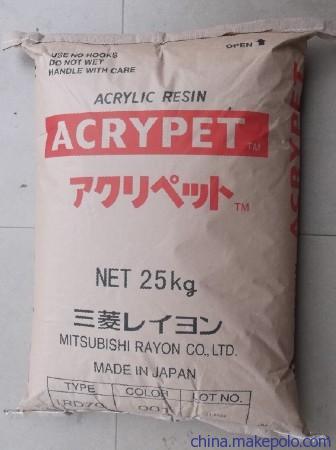 USE NO HOOKS
DO NOT WET
HANDLE WITH CARE
OPEN
ACRYLIC RESIN
ACRYPET TM
アクリペット TM
NET 25kg
三菱レイヨン
MITSUBISHI RAYON CO., LTD.
MADE IN JAPAN
TYPE COLOR LOT NO.
001
ACRYPET
china.makepolo.com